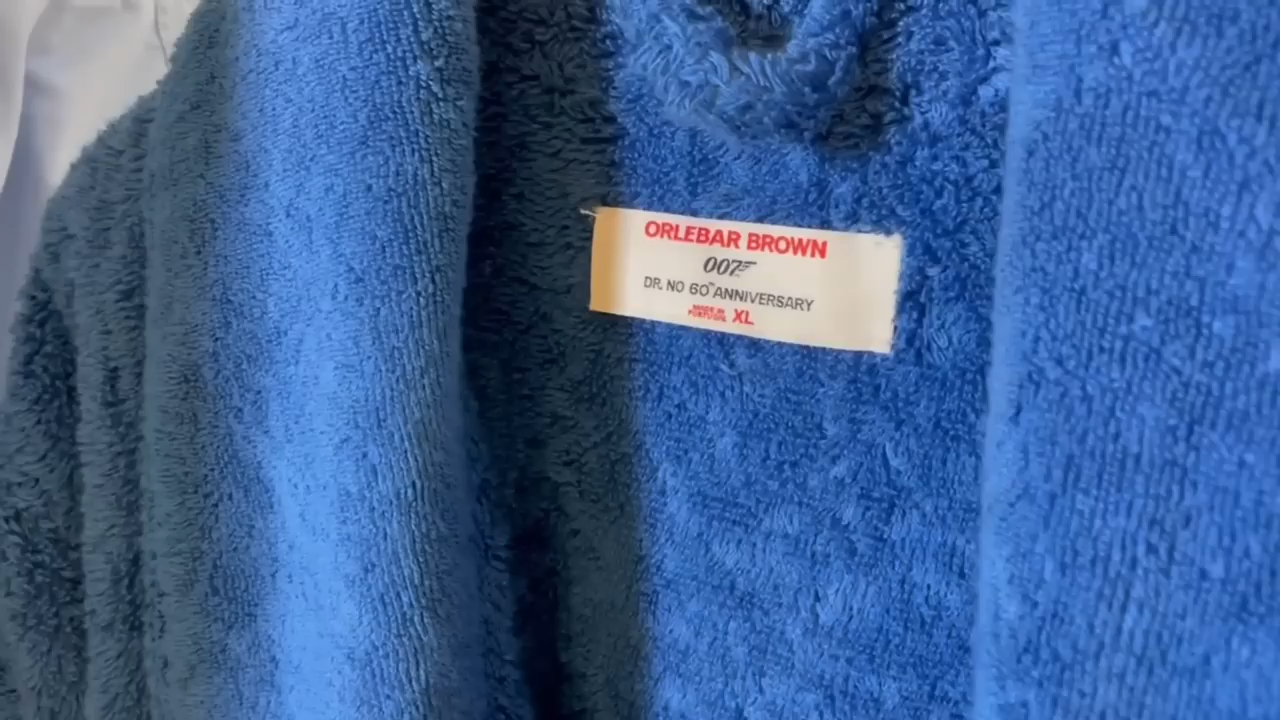 ORLEBAR BROWN
007
DR. NO 60TH ANNIVERSARY
MADE IN
PORTUGAL XL